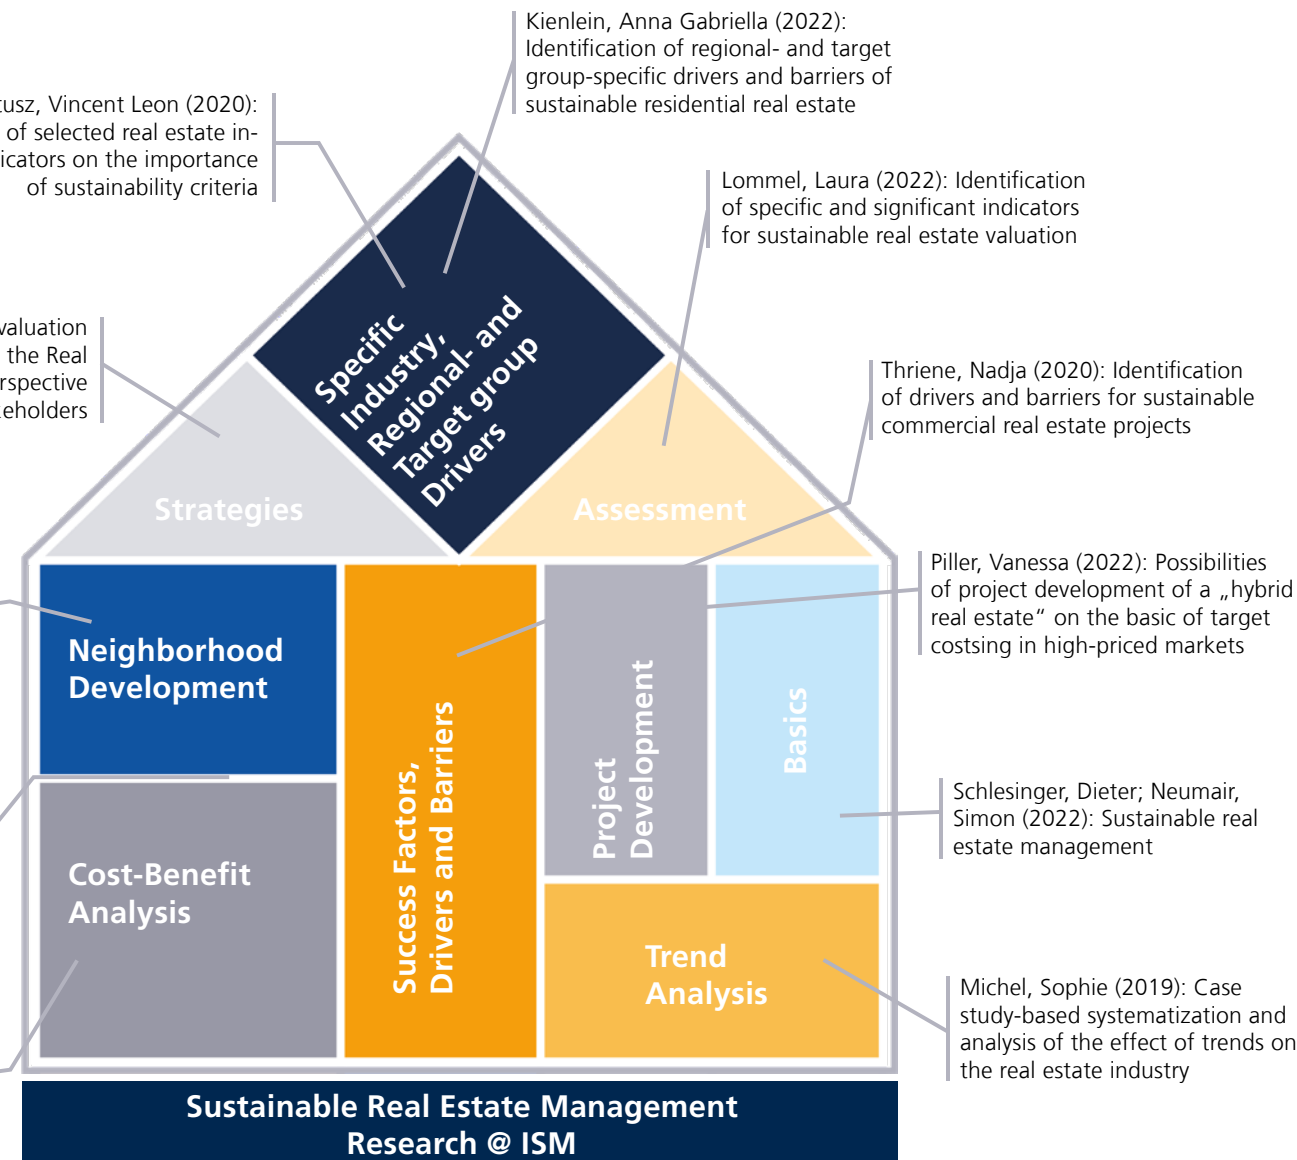 Kienlein, Anna Gabriella (2022):
Identification of regional- and target
group-specific drivers and barriers of
sustainable residential real estate
Vincent Leon (2020):
of selected real estate in-
on the importance
of sustainability criteria
Lommel, Laura (2022): Identification
of specific and significant indicators
for sustainable real estate valuation
the Real
Thriene, Nadja (2020): Identification
of drivers and barriers for sustainable
commercial real estate projects
Specific
Industry,
Regional- and
Target group
Drivers
Strategies
Assessment
Piller, Vanessa (2022): Possibilities
of project development of a „hybrid
real estate“ on the basic of target
costsing in high-priced markets
Neighborhood
Development
Cost-Benefit
Analysis
Success Factors,
Drivers and Barriers
Project
Development
Basics
Schlesinger, Dieter; Neumair,
Simon (2022): Sustainable real
estate management
Trend
Analysis
Michel, Sophie (2019): Case
study-based systematization and
analysis of the effect of trends on
the real estate industry
Sustainable Real Estate Management
Research @ ISM